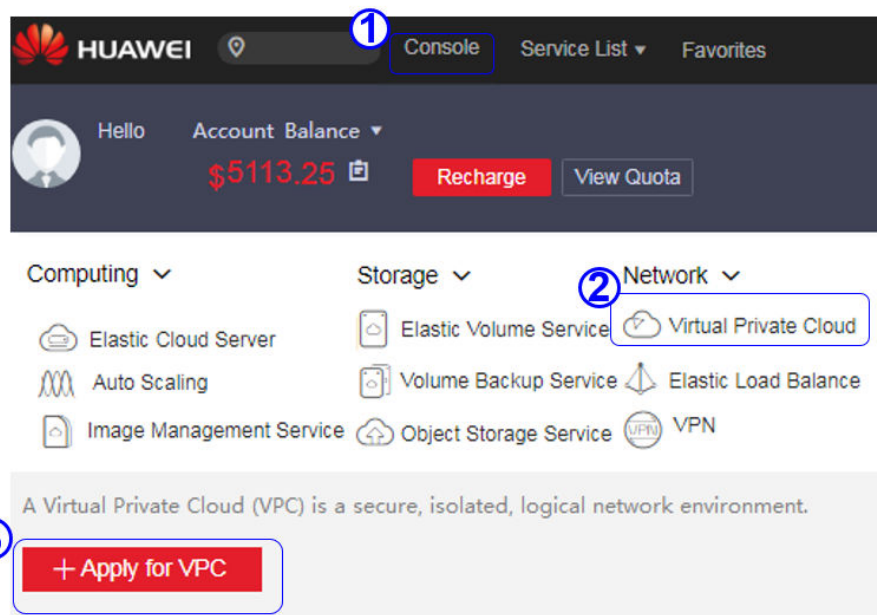 HUAWEI 1 Console Service List Favorites
Hello Account Balance
$5113.25 Recharge View Quota
Computing Storage Network
2
Elastic Cloud Server Elastic Volume Service Virtual Private Cloud
Auto Scaling Volume Backup Service Elastic Load Balance
Image Management Service Object Storage Service VPN VPN
A Virtual Private Cloud (VPC) is a secure, isolated, logical network environment.
+ Apply for VPC